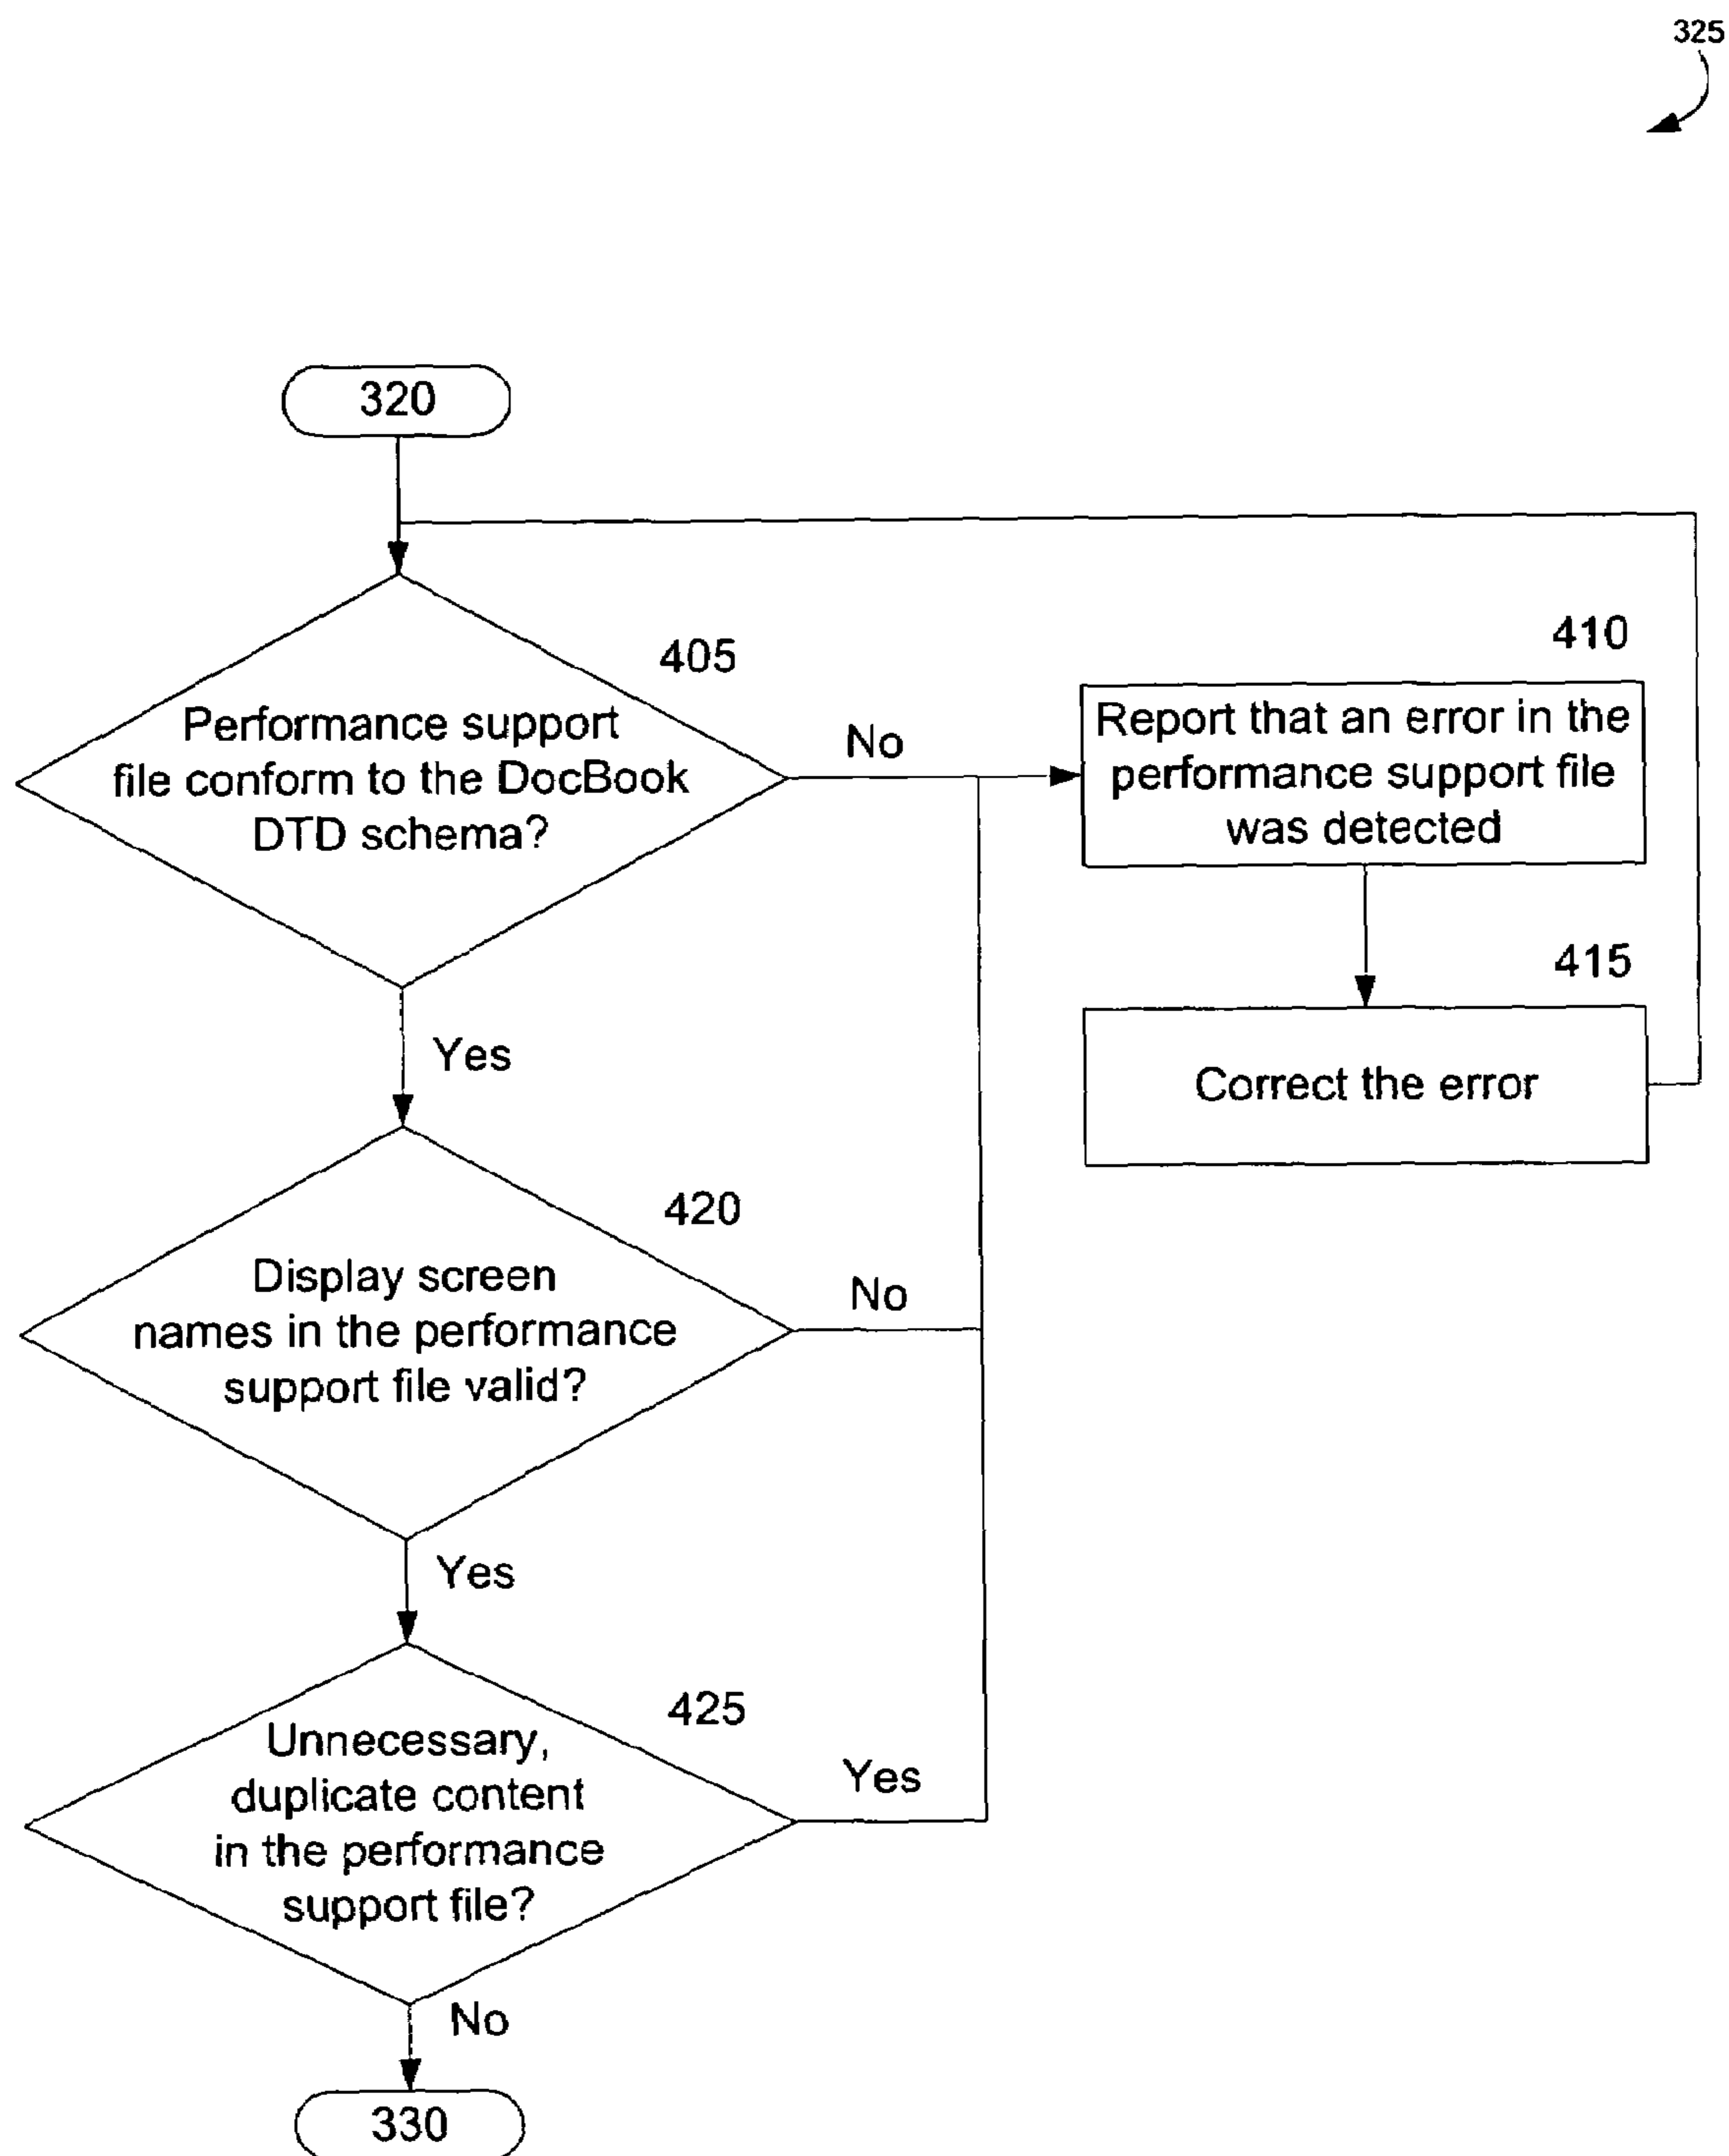 325
320
405
Performance support
file conform to the DocBook
DTD schema?
No
410
Report that an error in the
performance support file
was detected
415
Correct the error
Yes
420
Display screen
names in the performance
support file valid?
No
Yes
425
Unnecessary,
duplicate content
in the performance
support file?
Yes
No
330